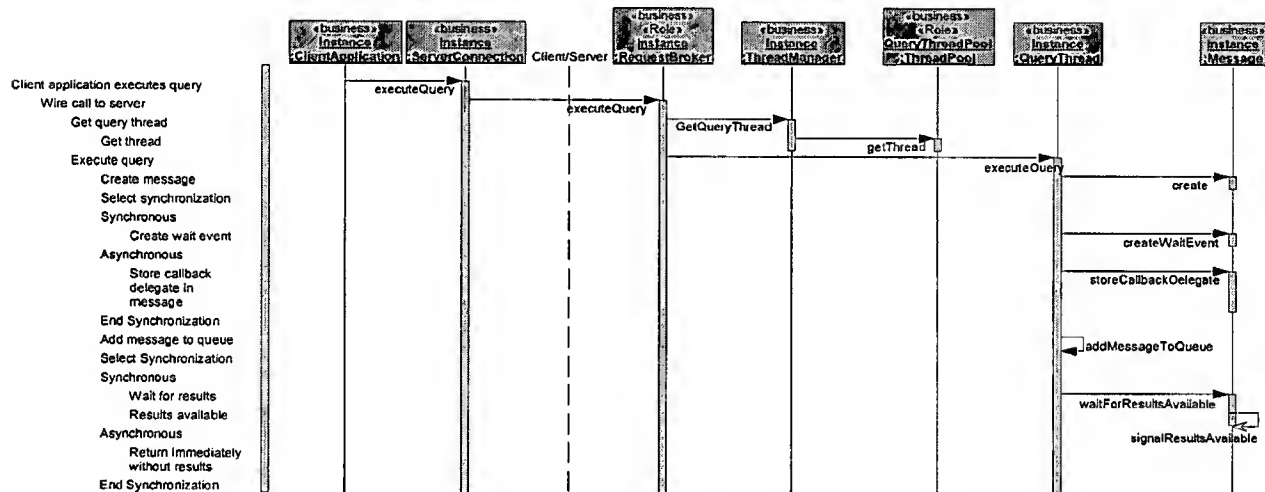 «business»
Instance
:ClientApplication
«business»
Instance
:ServerConnection
Client/Server
«business»
«Role»
Instance
:RequestBroker
«business»
Instance
:ThreadManager
«business»
«Role»
QueryThreadPool
:ThreadPool
«business»
Instance
:QueryThread
«business»
Instance
:Message
Client application executes query
executeQuery
Wire call to server
executeQuery
Get query thread
GetQueryThread
Get thread
getThread
Execute query
executeQuery
Create message
create
Select synchronization
Synchronous
Create wait event
createWaitEvent
Asynchronous
Store callback
delegate in
message
storeCallbackDelegate
End Synchronization
Add message to queue
addMessageToQueue
Select Synchronization
Synchronous
Wait for results
waitForResultsAvailable
Results available
Asynchronous
signalResultsAvailable
Return immediately
without results
End Synchronization